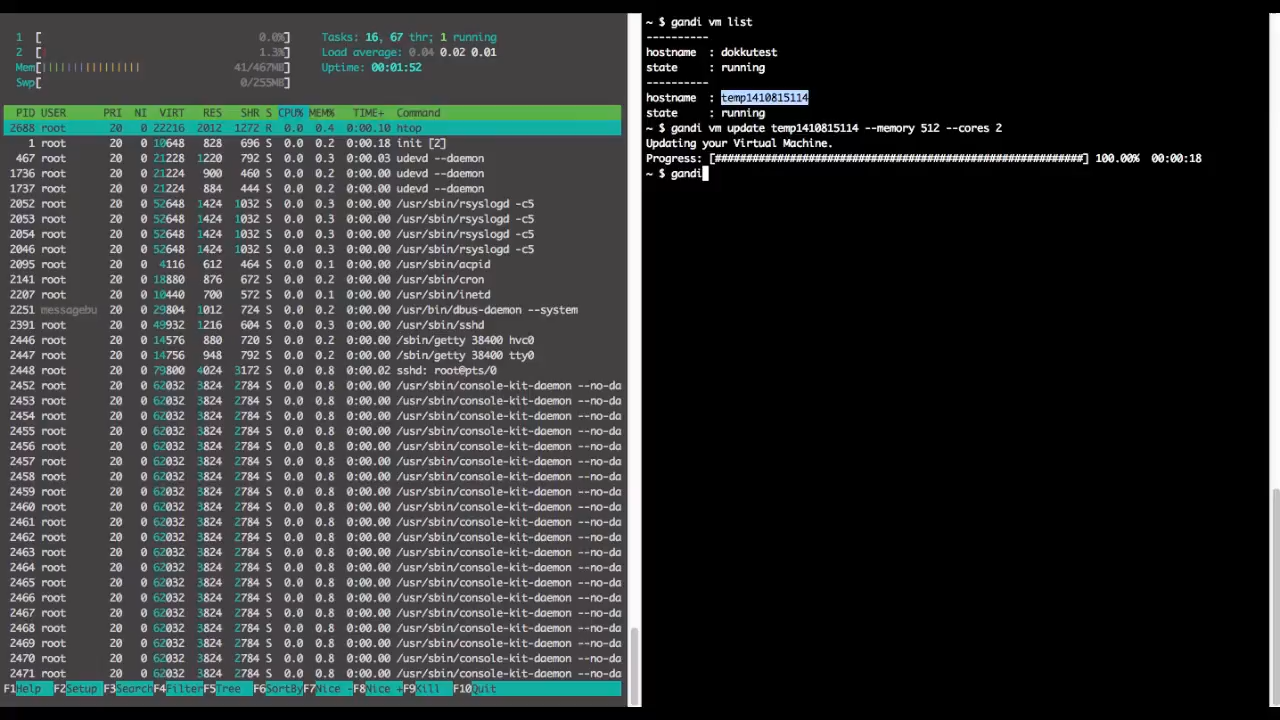 1 [ 0.0%]
2 [ 1.3%]
Mem[||||||||||||||||| 41/467MB]
Swp[ 0/255MB]
Tasks: 16, 67 thr; 1 running
Load average: 0.04 0.02 0.01
Uptime: 00:01:52
PID USER PRI NI VIRT RES SHR S CPU% MEM% TIME+ Command
2688 root 20 0 22216 2012 1272 R 0.0 0.4 0:00.10 htop
1 root 20 0 10648 828 696 S 0.0 0.2 0:00.18 init [2]
467 root 20 0 21228 1220 792 S 0.0 0.3 0:00.03 udevd --daemon
1736 root 20 0 21224 900 460 S 0.0 0.2 0:00.00 udevd --daemon
1737 root 20 0 21224 884 444 S 0.0 0.2 0:00.00 udevd --daemon
2052 root 20 0 52648 1424 1032 S 0.0 0.3 0:00.00 /usr/sbin/rsyslogd -c5
2053 root 20 0 52648 1424 1032 S 0.0 0.3 0:00.00 /usr/sbin/rsyslogd -c5
2054 root 20 0 52648 1424 1032 S 0.0 0.3 0:00.00 /usr/sbin/rsyslogd -c5
2046 root 20 0 52648 1424 1032 S 0.0 0.3 0:00.00 /usr/sbin/rsyslogd -c5
2095 root 20 0 4116 612 464 S 0.0 0.1 0:00.00 /usr/sbin/acpid
2141 root 20 0 18880 876 672 S 0.0 0.2 0:00.00 /usr/sbin/cron
2207 root 20 0 10440 700 572 S 0.0 0.1 0:00.00 /usr/sbin/inetd
2251 messagebu 20 0 29804 1012 724 S 0.0 0.2 0:00.00 /usr/bin/dbus-daemon --system
2391 root 20 0 49932 1216 604 S 0.0 0.3 0:00.00 /usr/sbin/sshd
2446 root 20 0 14576 880 720 S 0.0 0.2 0:00.00 /sbin/getty 38400 hvc0
2447 root 20 0 14756 948 792 S 0.0 0.2 0:00.00 /sbin/getty 38400 tty0
2448 root 20 0 79800 4024 3172 S 0.0 0.8 0:00.02 sshd: root@pts/0
2452 root 20 0 62032 3824 2784 S 0.0 0.8 0:00.00 /usr/sbin/console-kit-daemon --no-da
2453 root 20 0 62032 3824 2784 S 0.0 0.8 0:00.00 /usr/sbin/console-kit-daemon --no-da
2454 root 20 0 62032 3824 2784 S 0.0 0.8 0:00.00 /usr/sbin/console-kit-daemon --no-da
2455 root 20 0 62032 3824 2784 S 0.0 0.8 0:00.00 /usr/sbin/console-kit-daemon --no-da
2456 root 20 0 62032 3824 2784 S 0.0 0.8 0:00.00 /usr/sbin/console-kit-daemon --no-da
2457 root 20 0 62032 3824 2784 S 0.0 0.8 0:00.00 /usr/sbin/console-kit-daemon --no-da
2458 root 20 0 62032 3824 2784 S 0.0 0.8 0:00.00 /usr/sbin/console-kit-daemon --no-da
2459 root 20 0 62032 3824 2784 S 0.0 0.8 0:00.00 /usr/sbin/console-kit-daemon --no-da
2460 root 20 0 62032 3824 2784 S 0.0 0.8 0:00.00 /usr/sbin/console-kit-daemon --no-da
2461 root 20 0 62032 3824 2784 S 0.0 0.8 0:00.00 /usr/sbin/console-kit-daemon --no-da
2462 root 20 0 62032 3824 2784 S 0.0 0.8 0:00.00 /usr/sbin/console-kit-daemon --no-da
2463 root 20 0 62032 3824 2784 S 0.0 0.8 0:00.00 /usr/sbin/console-kit-daemon --no-da
2464 root 20 0 62032 3824 2784 S 0.0 0.8 0:00.00 /usr/sbin/console-kit-daemon --no-da
2465 root 20 0 62032 3824 2784 S 0.0 0.8 0:00.00 /usr/sbin/console-kit-daemon --no-da
2466 root 20 0 62032 3824 2784 S 0.0 0.8 0:00.00 /usr/sbin/console-kit-daemon --no-da
2467 root 20 0 62032 3824 2784 S 0.0 0.8 0:00.00 /usr/sbin/console-kit-daemon --no-da
2468 root 20 0 62032 3824 2784 S 0.0 0.8 0:00.00 /usr/sbin/console-kit-daemon --no-da
2469 root 20 0 62032 3824 2784 S 0.0 0.8 0:00.00 /usr/sbin/console-kit-daemon --no-da
2470 root 20 0 62032 3824 2784 S 0.0 0.8 0:00.00 /usr/sbin/console-kit-daemon --no-da
2471 root 20 0 62032 3824 2784 S 0.0 0.8 0:00.00 /usr/sbin/console-kit-daemon --no-da
F1Help F2Setup F3SearchF4FilterF5Tree F6SortByF7Nice -F8Nice +F9Kill F10Quit
~ $ gandi vm list
----------
hostname : dokkutest
state : running
----------
hostname : temp1410815114
state : running
~ $ gandi vm update temp1410815114 --memory 512 --cores 2
Updating your Virtual Machine.
Progress: [###########################################################] 100.00% 00:00:18
~ $ gandi